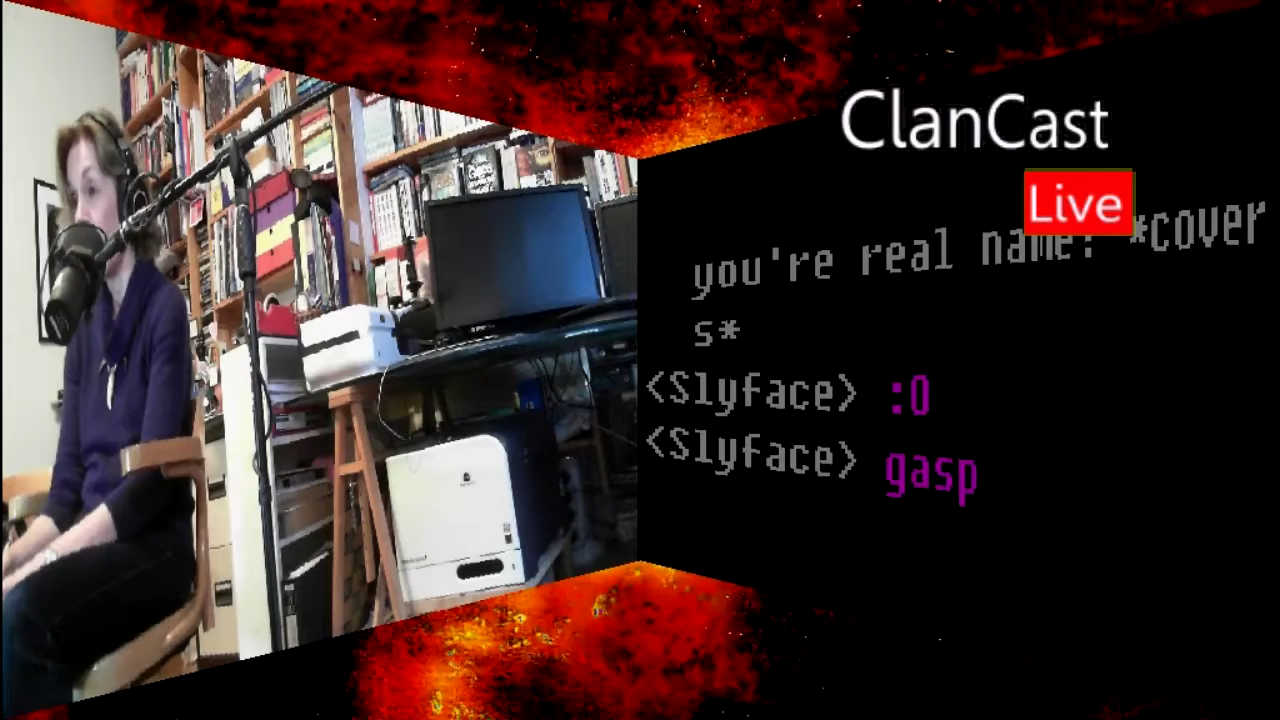 ClanCast
Live
you're real name! *cover
s*
<Slyface> :O
<Slyface> gasp